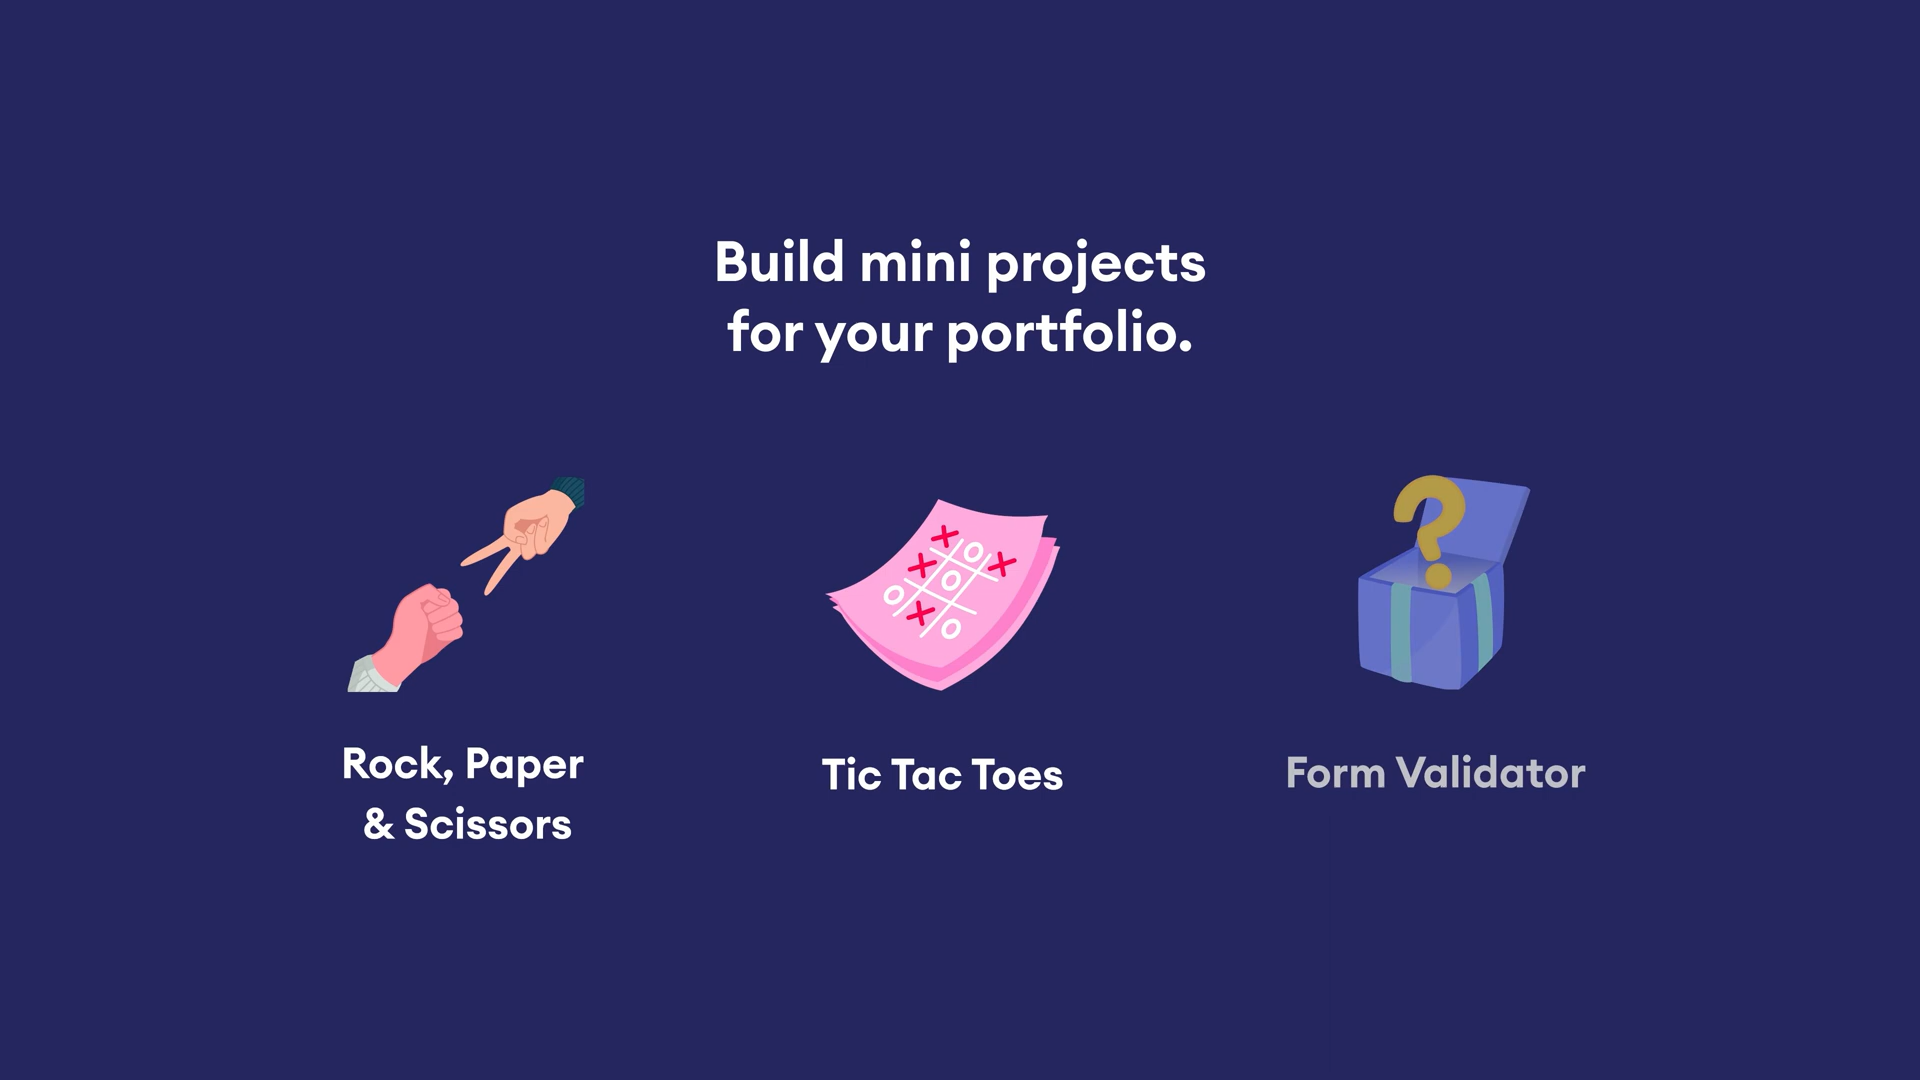 Build mini projects
for your portfolio.
Rock, Paper
& Scissors
Tic Tac Toes
Form Validator